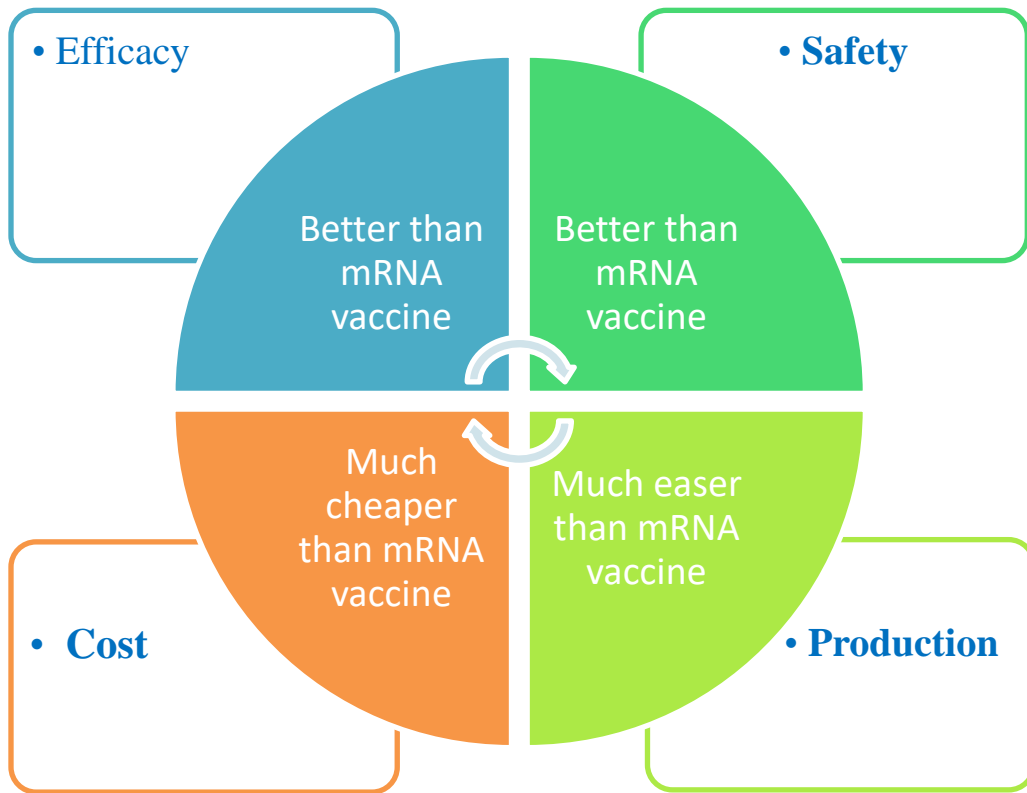 • Efficacy
• Safety
Better than
mRNA
vaccine
Better than
mRNA
vaccine
Much
cheaper
than mRNA
vaccine
Much easer
than mRNA
vaccine
• Cost
• Production